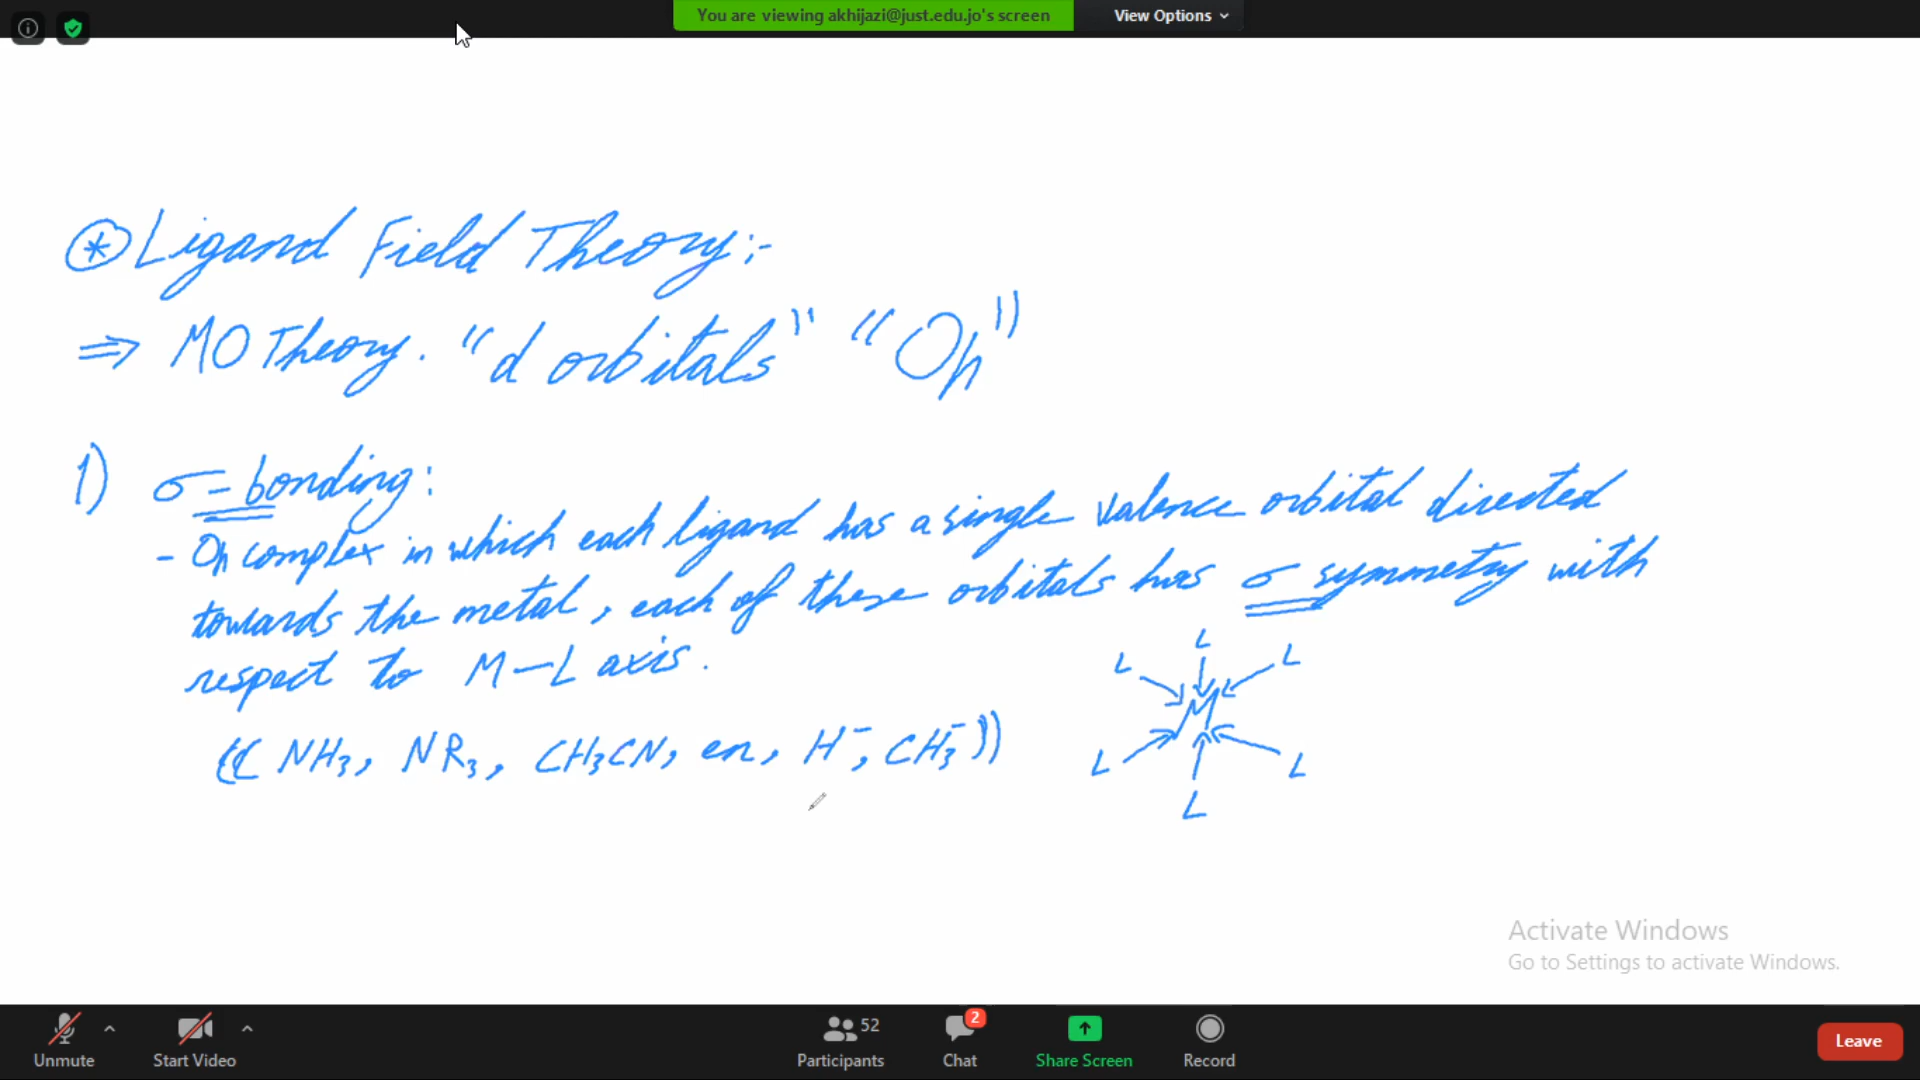 You are viewing akhijazi@just.edu.jo's screen
View Options
⊛ Ligand Field Theory:-
⇒ MO Theory. "d orbitals" "Oh"
1) σ-bonding:
- Oh complex in which each ligand has a single valence orbital directed
towards the metal, each of these orbitals has σ symmetry with
respect to M-L axis.
(( NH₃, NR₃, CH₃CN, en, H⁻, CH₃⁻ ))
L
L L
M
L L
L
Activate Windows
Go to Settings to activate Windows.
Unmute
Start Video
52
Participants
2
Chat
Share Screen
Record
Leave